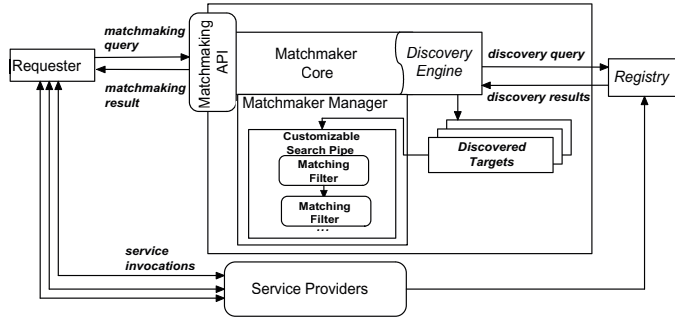 matchmaking
query
Requester
matchmaking
result
Matchmaking
API
Matchmaker
Core
Discovery
Engine
discovery query
discovery results
Registry
Matchmaker Manager
Customizable
Search Pipe
Matching
Filter
Matching
Filter
...
Discovered
Targets
service
invocations
Service Providers